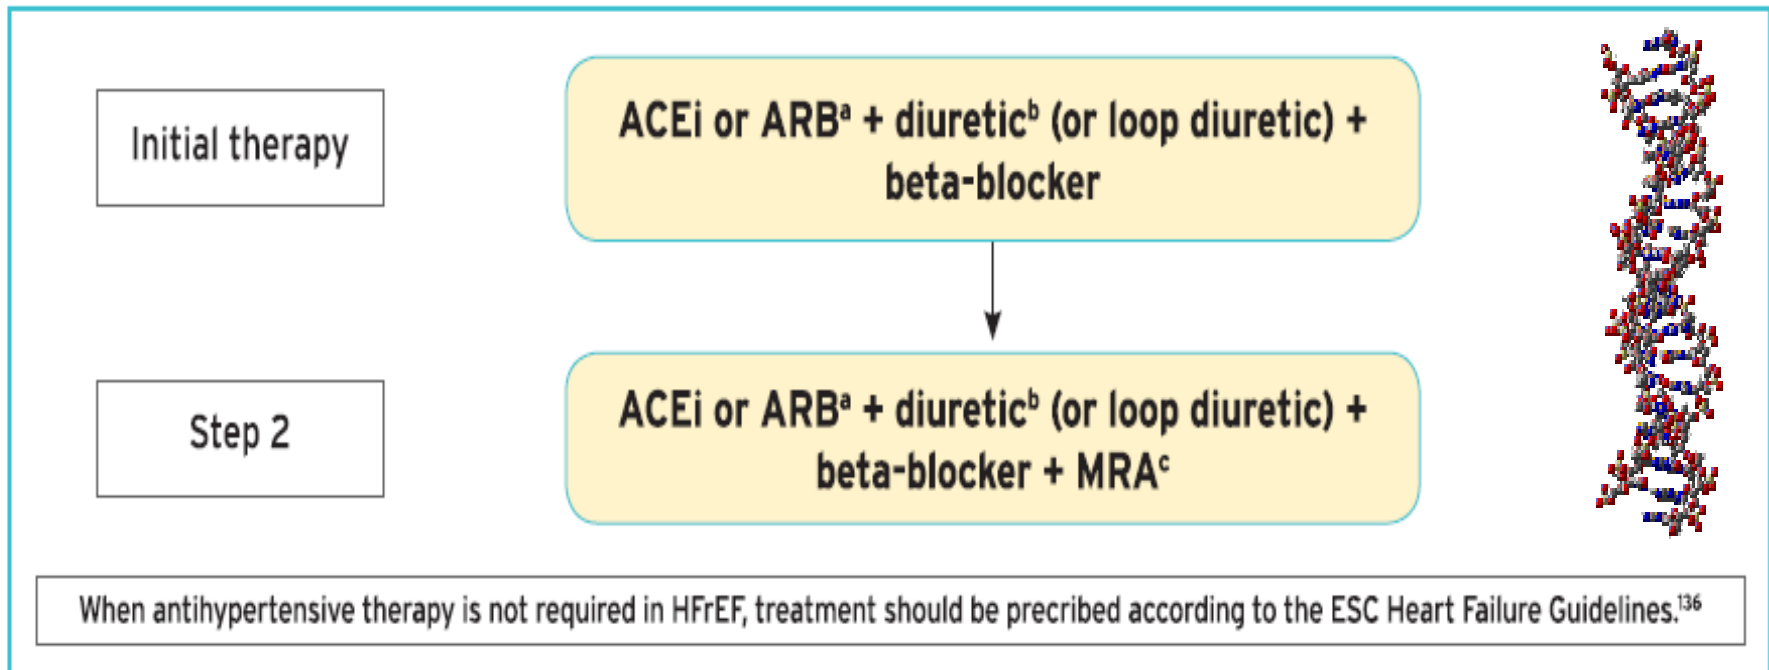 Initial therapy
ACEi or ARBᵃ + diureticᵇ (or loop diuretic) +
beta-blocker
Step 2
ACEi or ARBᵃ + diureticᵇ (or loop diuretic) +
beta-blocker + MRAᶜ
When antihypertensive therapy is not required in HFrEF, treatment should be precribed according to the ESC Heart Failure Guidelines.¹³⁶